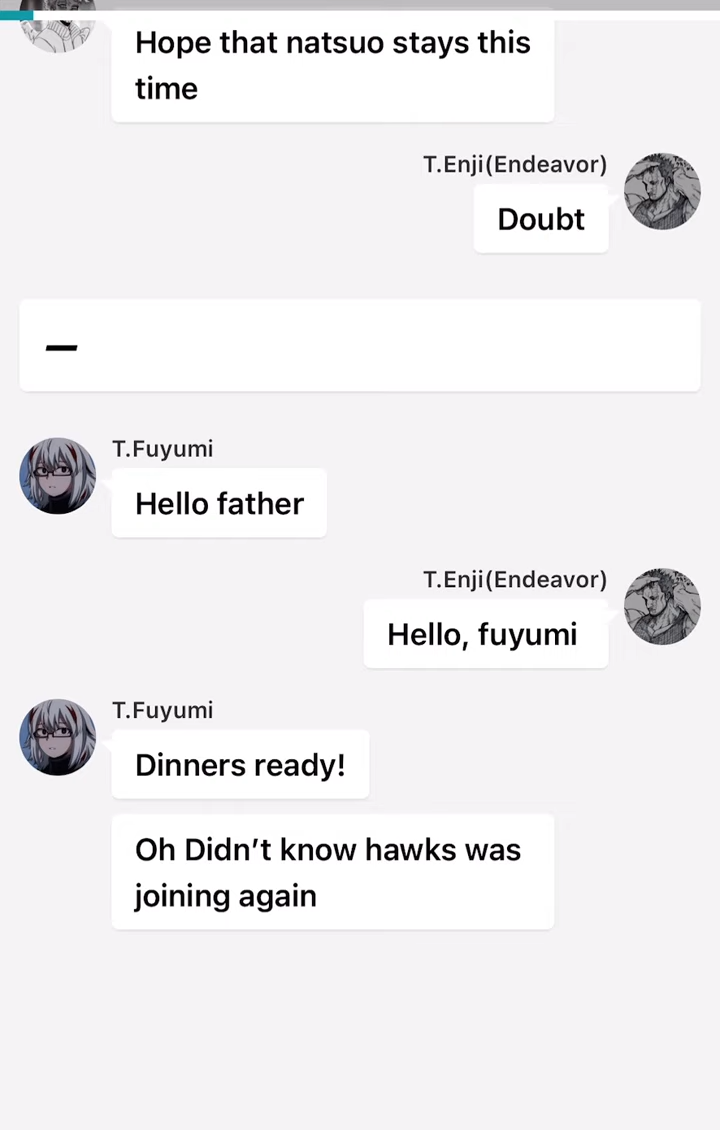 Hope that natsuo stays this
time
T.Enji(Endeavor)
Doubt
—
T.Fuyumi
Hello father
T.Enji(Endeavor)
Hello, fuyumi
T.Fuyumi
Dinners ready!
Oh Didn’t know hawks was
joining again